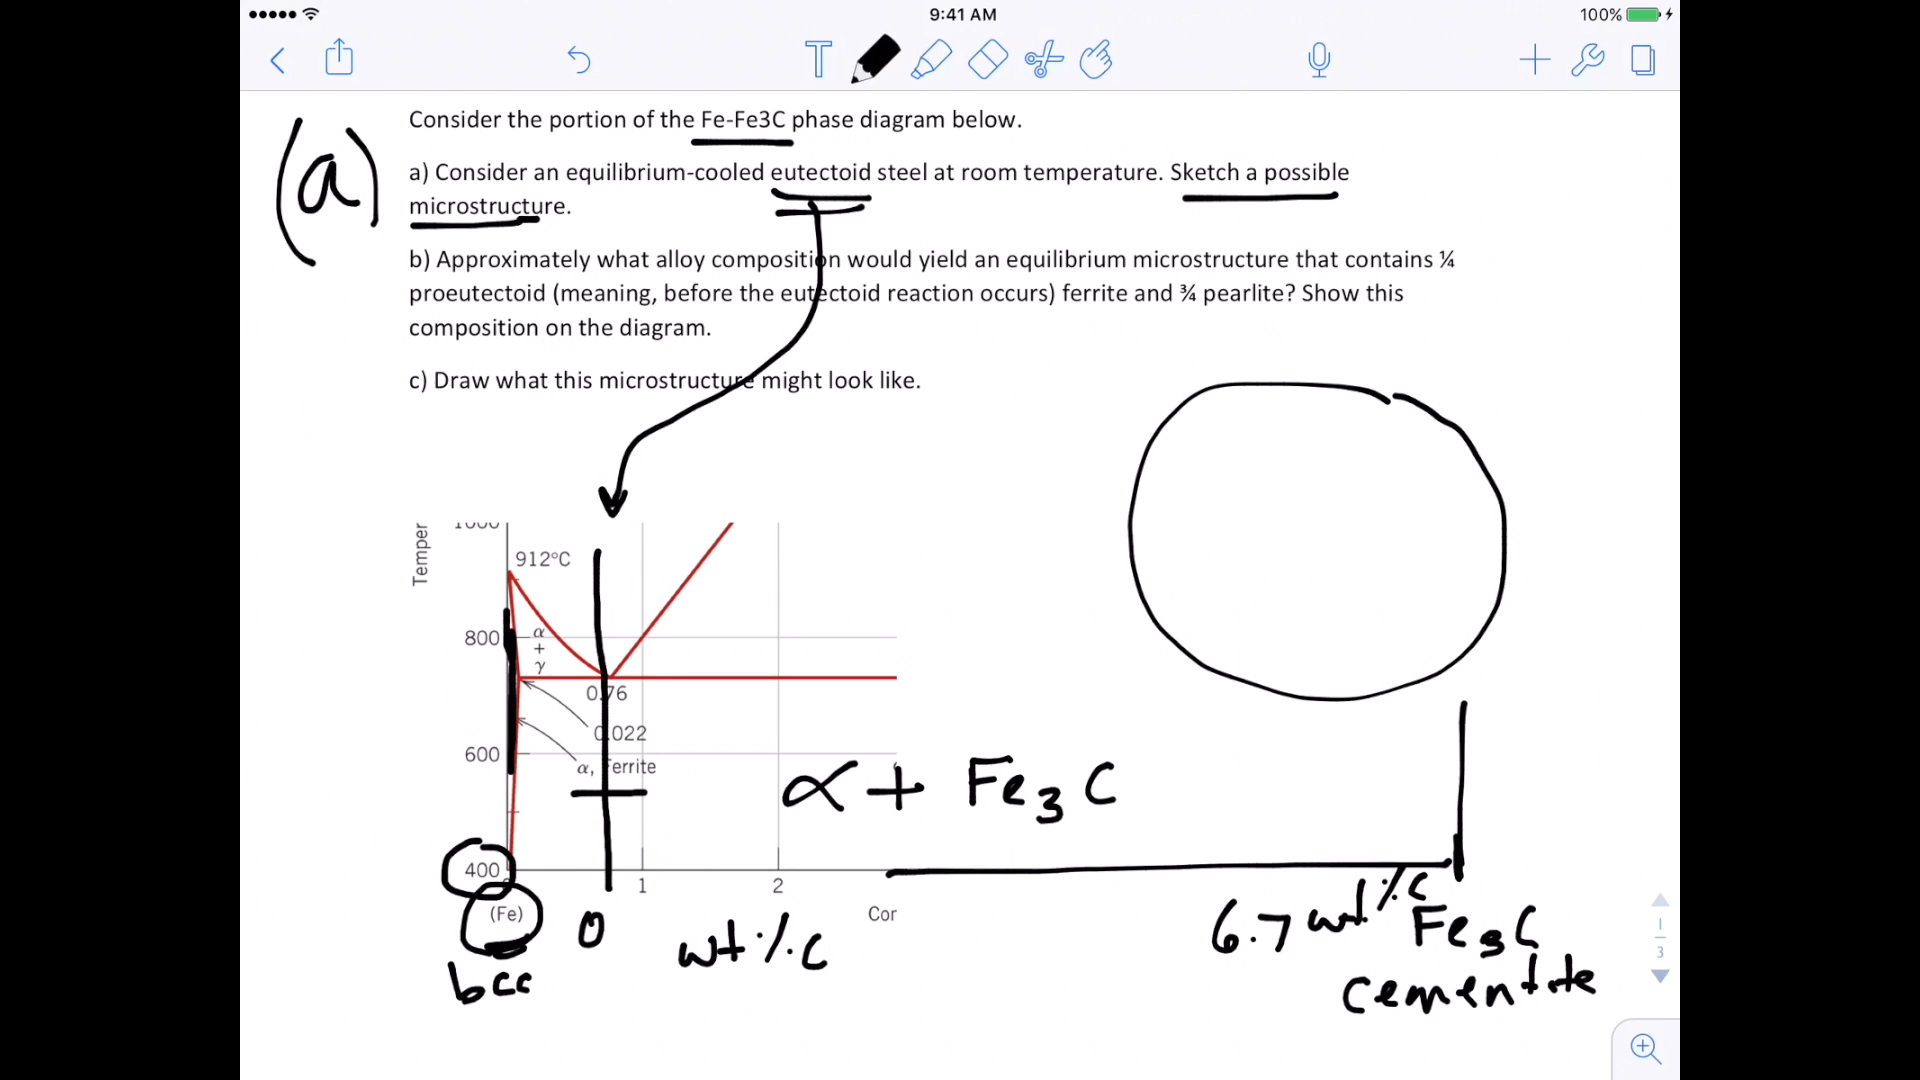 9:41 AM
100%
T
(a)
Consider the portion of the Fe-Fe3C phase diagram below.
a) Consider an equilibrium-cooled eutectoid steel at room temperature. Sketch a possible
microstructure.
b) Approximately what alloy composition would yield an equilibrium microstructure that contains ¼
proeutectoid (meaning, before the eutectoid reaction occurs) ferrite and ¾ pearlite? Show this
composition on the diagram.
c) Draw what this microstructure might look like.
1000
Temper
912°C
800
α
+
γ
0.76
0.022
600
α, Ferrite
α + Fe3C
400
1
2
(Fe)
Cor
0
wt % C
6.7 wt % C
Fe3C
bcc
cementite
1
3